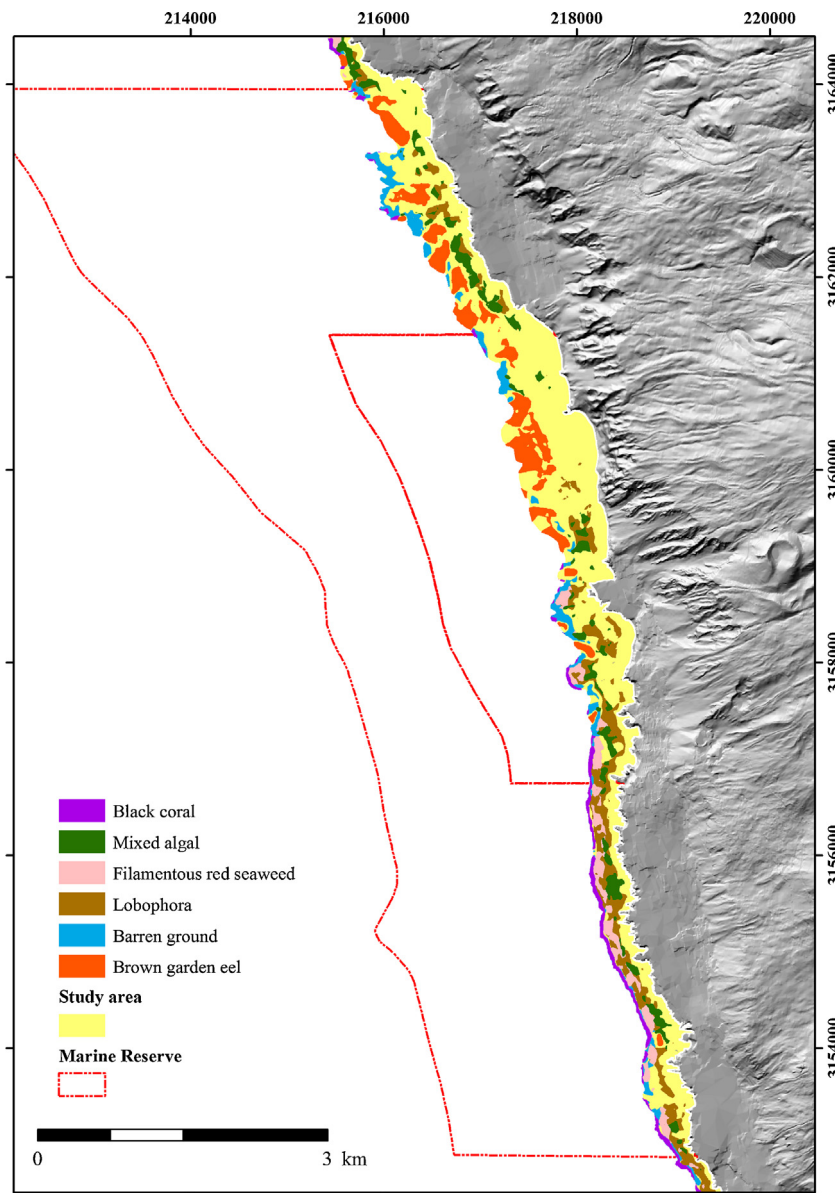 214000 216000 218000 220000
3164000
3162000
3160000
3158000
3156000
3154000
Black coral
Mixed algal
Filamentous red seaweed
Lobophora
Barren ground
Brown garden eel
Study area
Marine Reserve
0 3 km